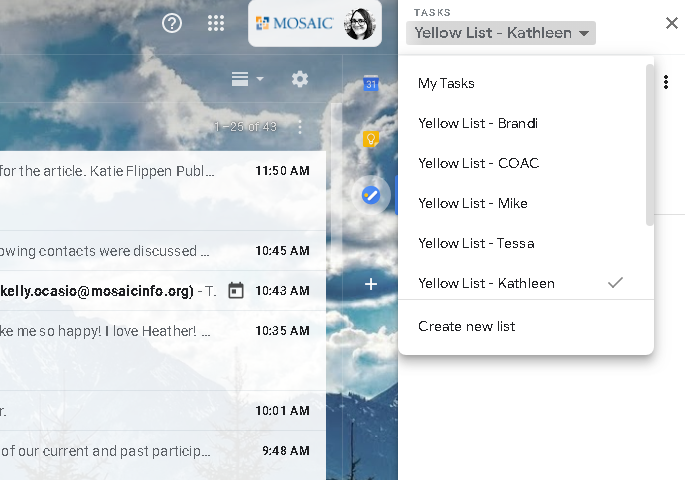 MOSAIC
TASKS
Yellow List - Kathleen
31
1–25 of 43
for the article. Katie Flippen Publ... 11:50 AM
owing contacts were discussed ... 10:45 AM
kelly.ocasio@mosaicinfo.org) - T. 10:43 AM
ke me so happy! I love Heather! ... 10:35 AM
r. 10:01 AM
of our current and past particip... 9:48 AM
My Tasks
Yellow List - Brandi
Yellow List - COAC
Yellow List - Mike
Yellow List - Tessa
Yellow List - Kathleen
Create new list